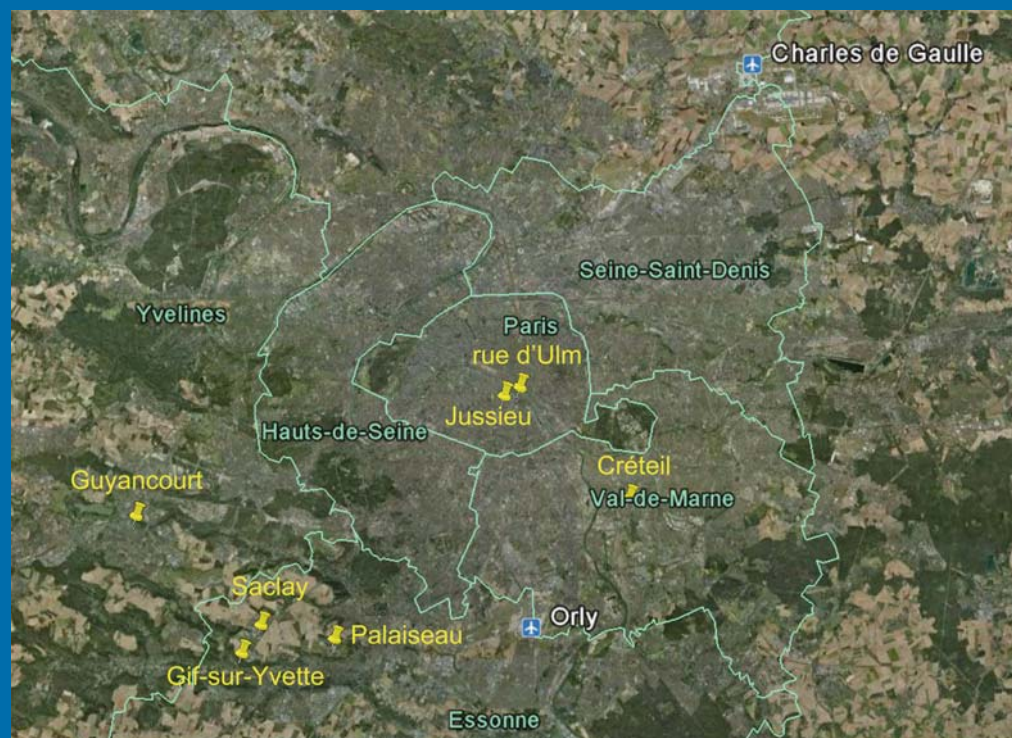 Charles de Gaulle
Seine-Saint-Denis
Yvelines
Paris
rue d'Ulm
Jussieu
Hauts-de-Seine
Créteil
Guyancourt
Val-de-Marne
Saclay
Orly
Palaiseau
Gif-sur-Yvette
Essonne